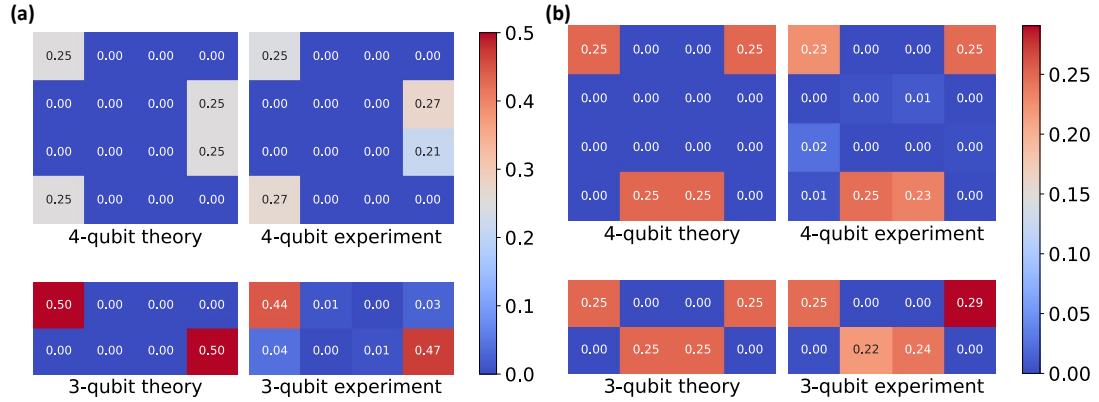 (a)
0.25 0.00 0.00 0.00
0.00 0.00 0.00 0.25
0.00 0.00 0.00 0.25
0.25 0.00 0.00 0.00
4-qubit theory
0.25 0.00 0.00 0.00
0.00 0.00 0.00 0.27
0.00 0.00 0.00 0.21
0.27 0.00 0.00 0.00
4-qubit experiment
0.50 0.00 0.00 0.00
0.00 0.00 0.00 0.50
3-qubit theory
0.44 0.01 0.00 0.03
0.04 0.00 0.01 0.47
3-qubit experiment
0.5
0.4
0.3
0.2
0.1
0.0
(b)
0.25 0.00 0.00 0.25
0.00 0.00 0.00 0.00
0.00 0.00 0.00 0.00
0.00 0.25 0.25 0.00
4-qubit theory
0.23 0.00 0.00 0.25
0.00 0.00 0.01 0.00
0.02 0.00 0.00 0.00
0.01 0.25 0.23 0.00
4-qubit experiment
0.25 0.00 0.00 0.25
0.00 0.25 0.25 0.00
3-qubit theory
0.25 0.00 0.00 0.29
0.00 0.22 0.24 0.00
3-qubit experiment
0.25
0.20
0.15
0.10
0.05
0.00